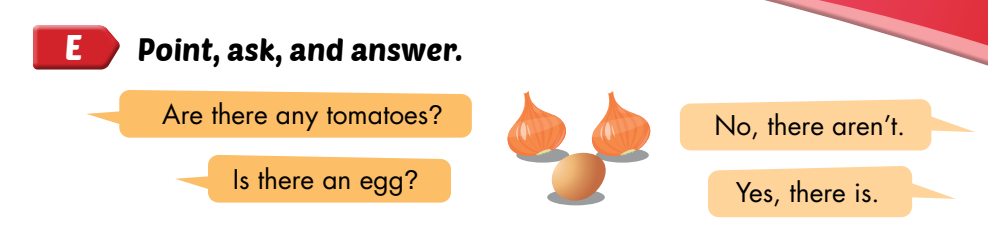 E Point, ask, and answer.
Are there any tomatoes?
No, there aren't.
Is there an egg?
Yes, there is.